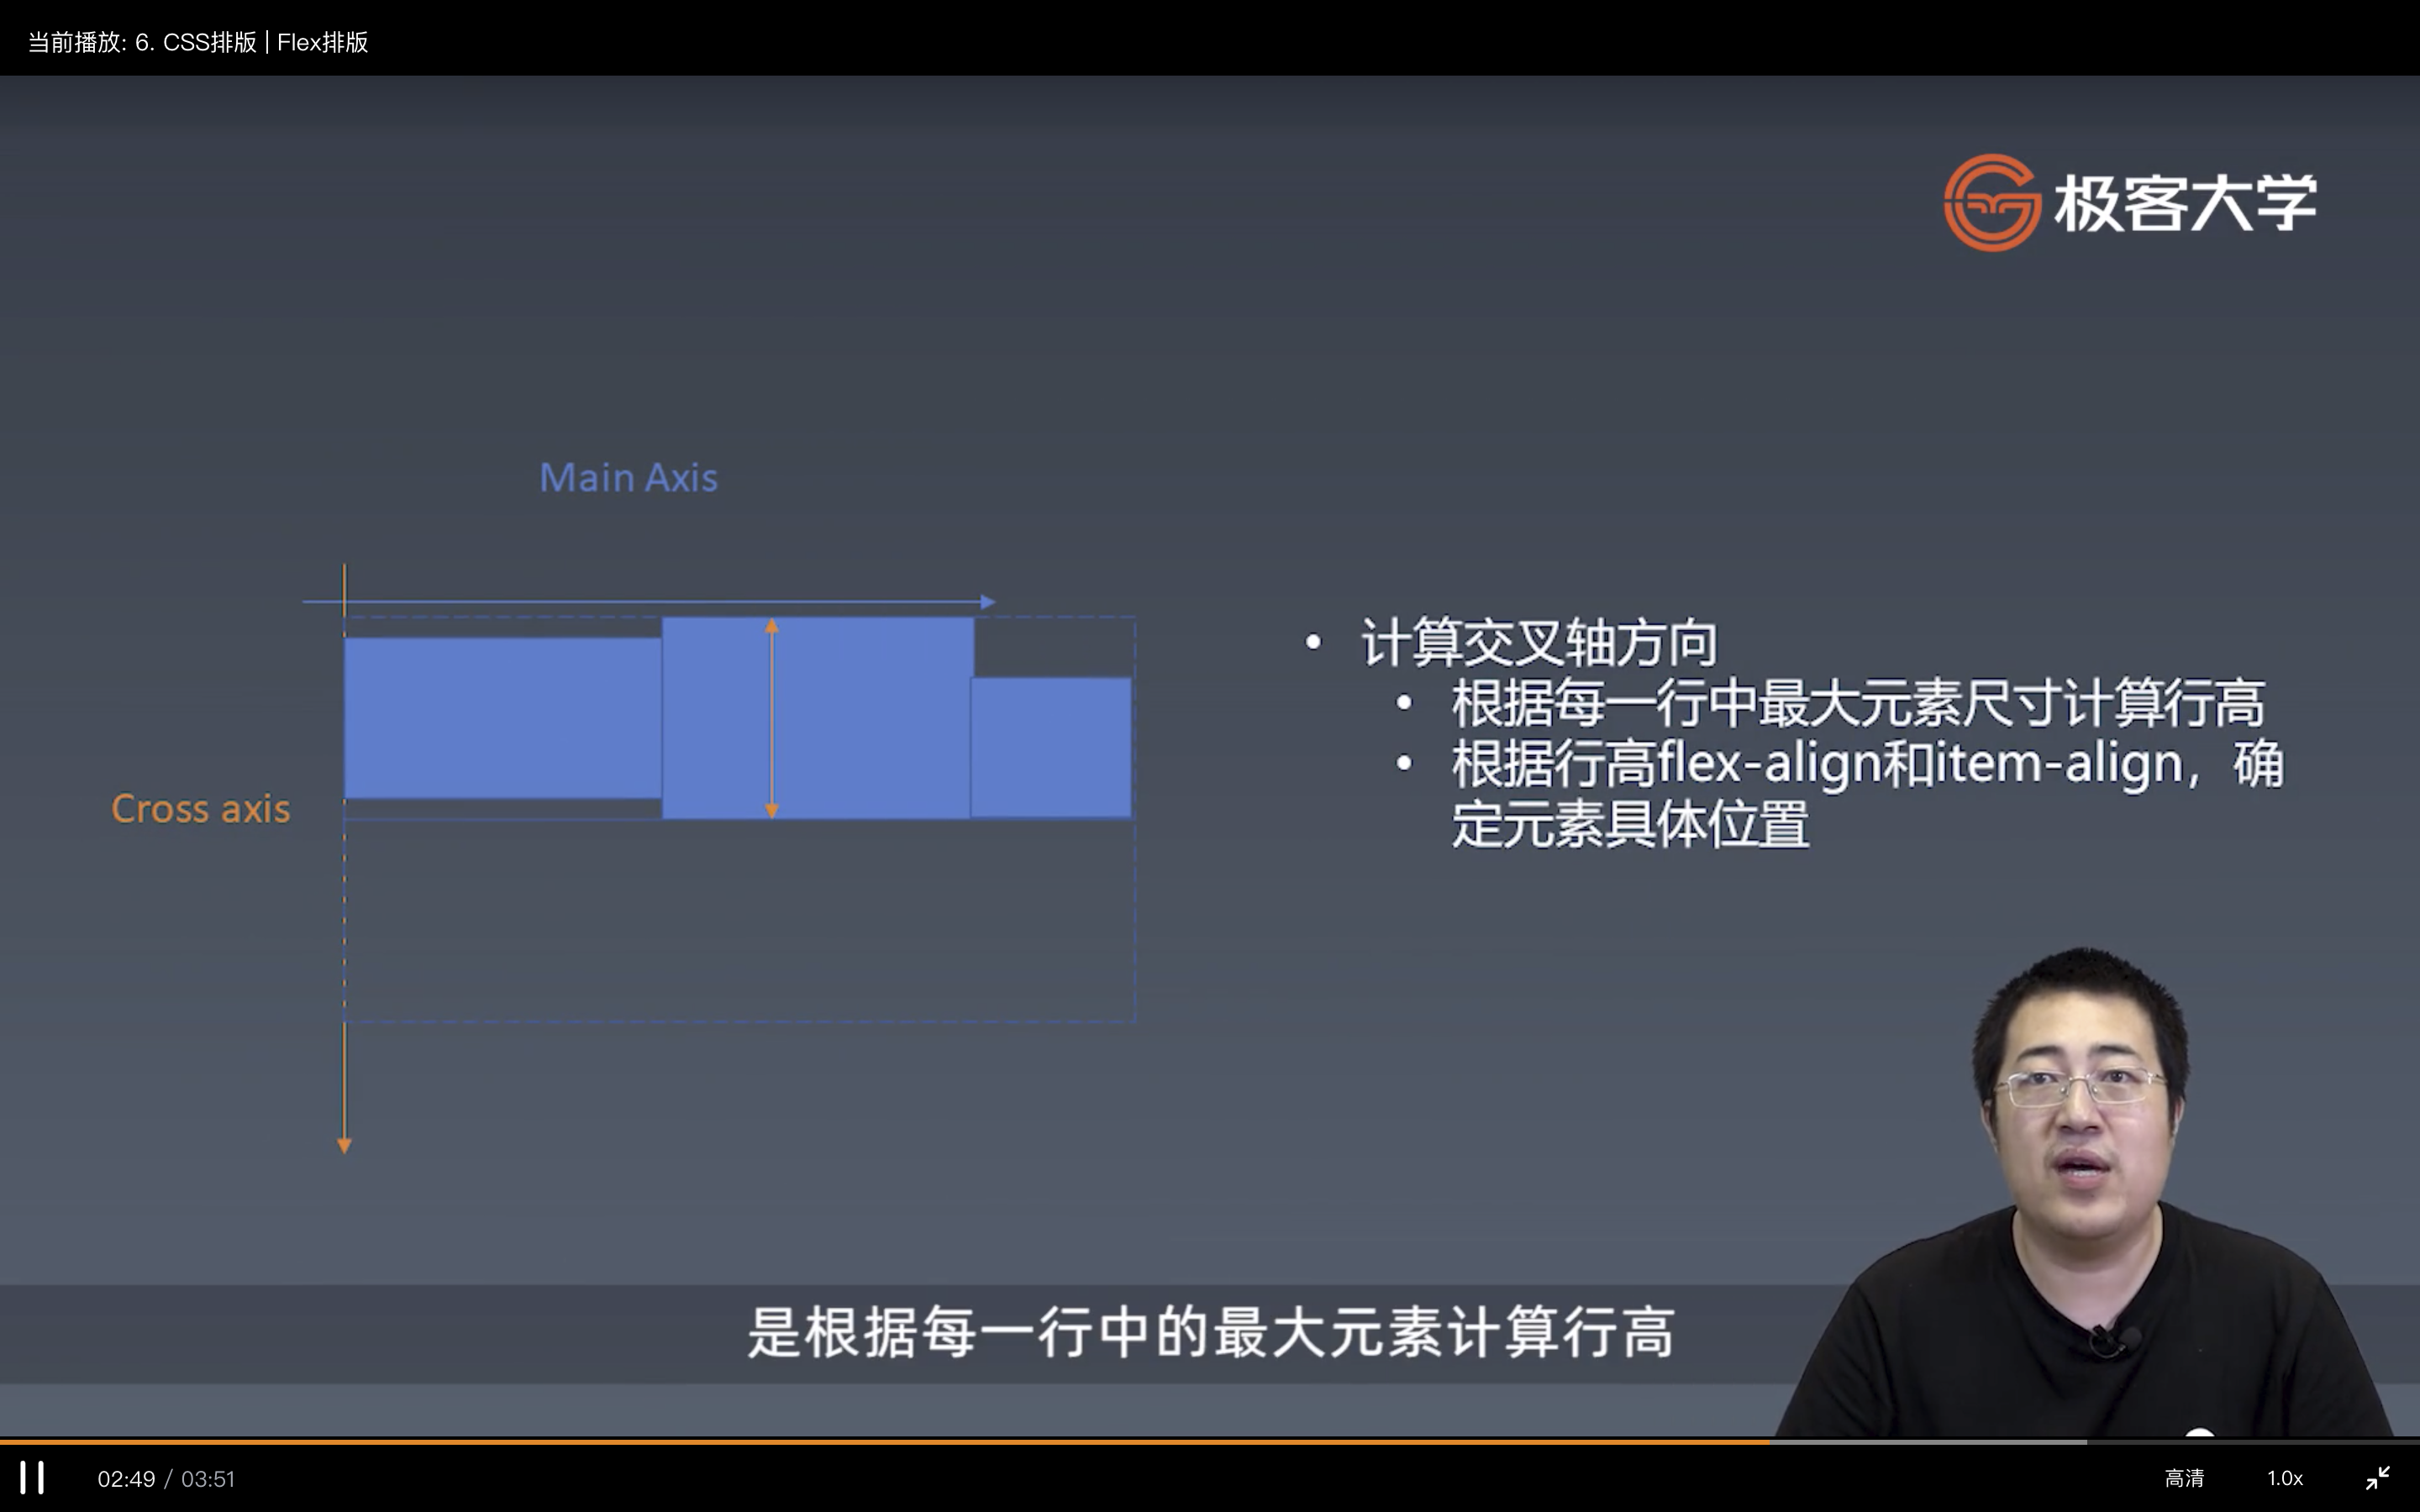 当前播放: 6. CSS排版 | Flex排版
极客大学
Main Axis
Cross axis
• 计算交叉轴方向
• 根据每一行中最大元素尺寸计算行高
• 根据行高flex-align和item-align，确
定元素具体位置
是根据每一行中的最大元素计算行高
02:49 / 03:51
高清
1.0x